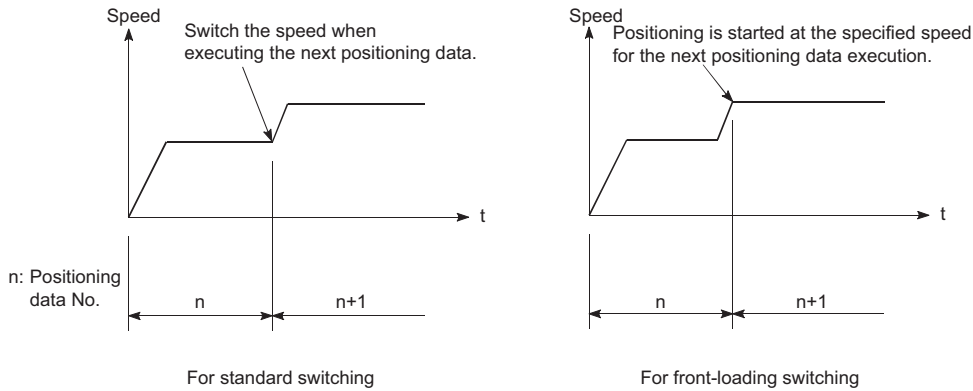 Speed
Switch the speed when
executing the next positioning data.
t
n: Positioning
data No.
n
n+1
For standard switching
Speed
Positioning is started at the specified speed
for the next positioning data execution.
t
n
n+1
For front-loading switching